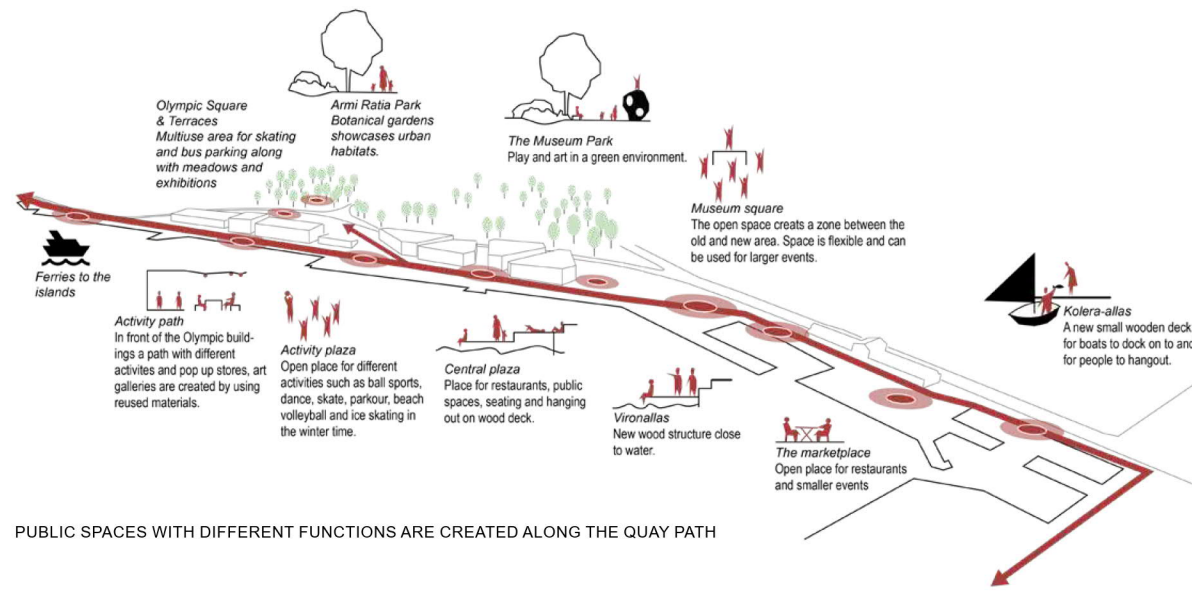 Olympic Square
& Terraces
Multiuse area for skating
and bus parking along
with meadows and
exhibitions
Armi Ratia Park
Botanical gardens
showcases urban
habitats.
The Museum Park
Play and art in a green environment.
Museum square
The open space creats a zone between the
old and new area. Space is flexible and can
be used for larger events.
Ferries to the
islands
Activity path
In front of the Olympic build-
ings a path with different
activites and pop up stores, art
galleries are created by using
reused materials.
Activity plaza
Open place for different
activities such as ball sports,
dance, skate, parkour, beach
volleyball and ice skating in
the winter time.
Central plaza
Place for restaurants, public
spaces, seating and hanging
out on wood deck.
Vironallas
New wood structure close
to water.
The marketplace
Open place for restaurants
and smaller events
Kolera-allas
A new small wooden deck
for boats to dock on to and
for people to hangout.
PUBLIC SPACES WITH DIFFERENT FUNCTIONS ARE CREATED ALONG THE QUAY PATH